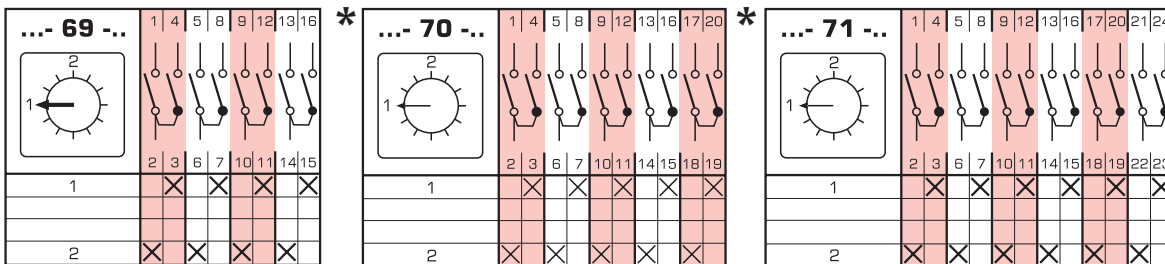 ...- 69 -..
1 4 5 8 9 12 13 16
2
1
2 3 6 7 10 11 14 15
1 X X X X
2 X X X X
*
...- 70 -..
1 4 5 8 9 12 13 16 17 20
2
1
2 3 6 7 10 11 14 15 18 19
1 X X X X X
2 X X X X X
*
...- 71 -..
1 4 5 8 9 12 13 16 17 20 21 24
2
1
2 3 6 7 10 11 14 15 18 19 22 23
1 X X X X X X
2 X X X X X X